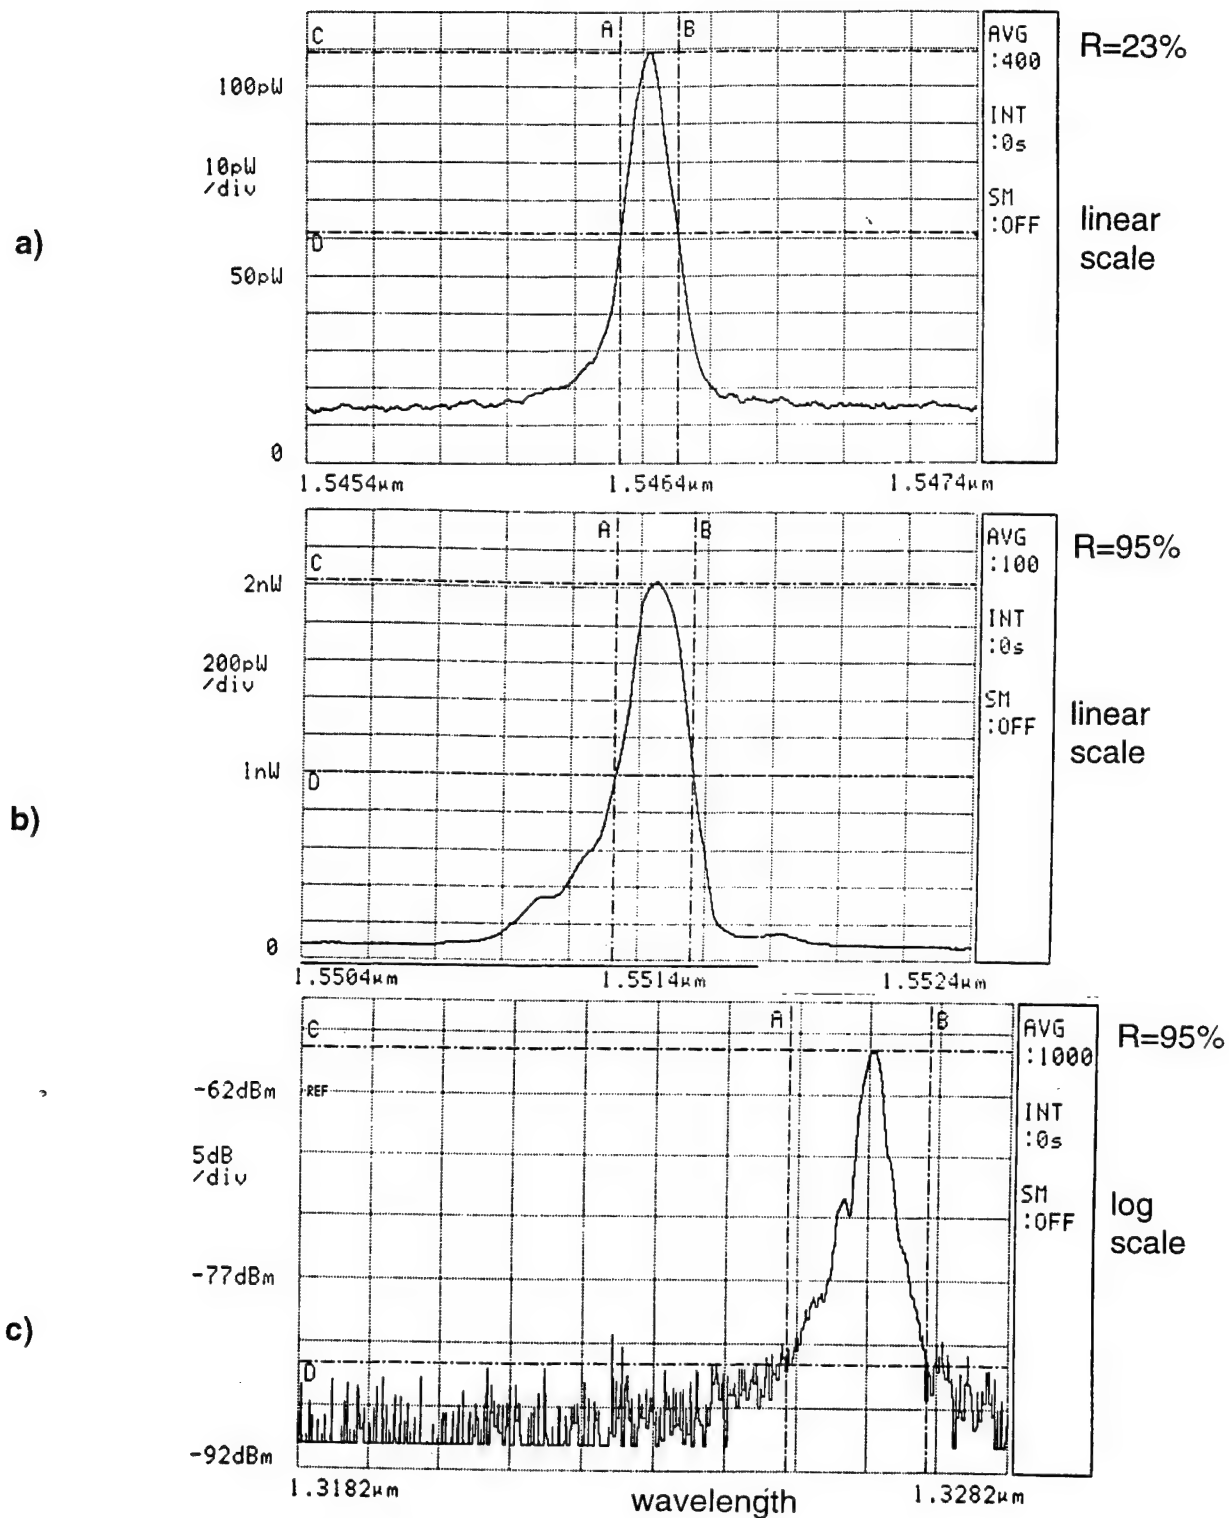 a)
C
A
B
100pW
10pW
/div
D
50pW
0
1.5454µm
1.5464µm
1.5474µm
AVG
:400
INT
:0s
SM
:OFF
R=23%
linear
scale
b)
C
A
B
2nW
200pW
/div
1nW
D
0
1.5504µm
1.5514µm
1.5524µm
AVG
:100
INT
:0s
SM
:OFF
R=95%
linear
scale
c)
C
A
B
-62dBm
REF
5dB
/div
-77dBm
D
-92dBm
1.3182µm
wavelength
1.3282µm
AVG
:1000
INT
:0s
SM
:OFF
R=95%
log
scale